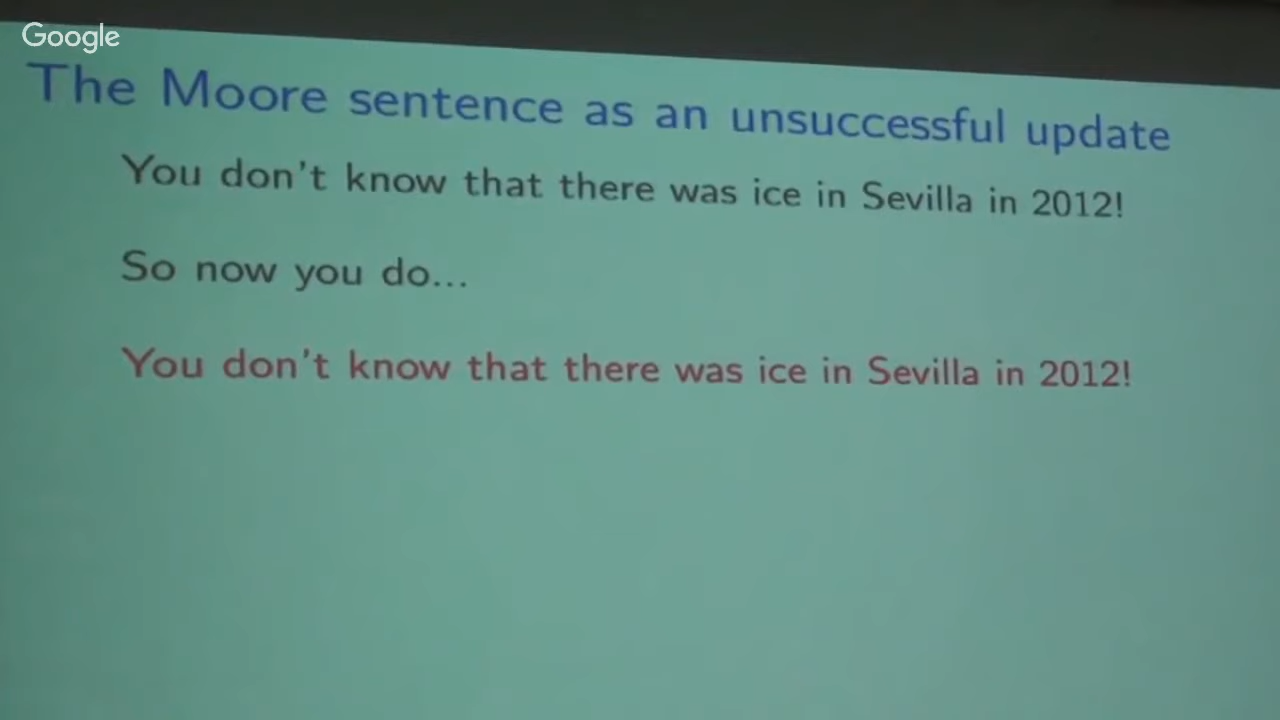 Google
The Moore sentence as an unsuccessful update
You don't know that there was ice in Sevilla in 2012!
So now you do...
You don't know that there was ice in Sevilla in 2012!